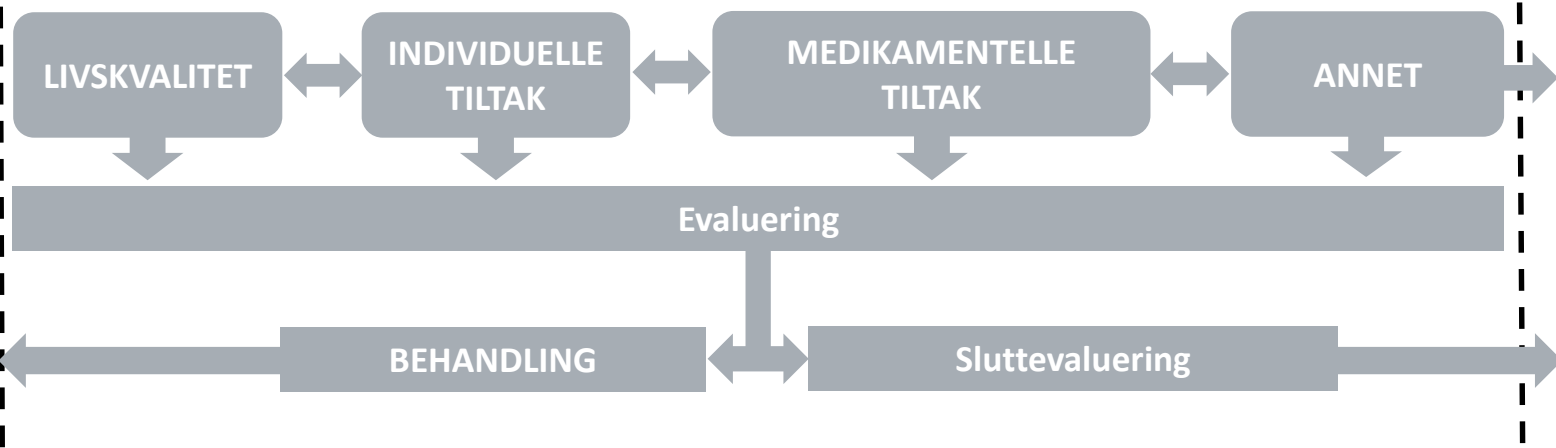 LIVSKVALITET
INDIVIDUELLE
TILTAK
MEDIKAMENTELLE
TILTAK
ANNET
Evaluering
BEHANDLING
Sluttevaluering